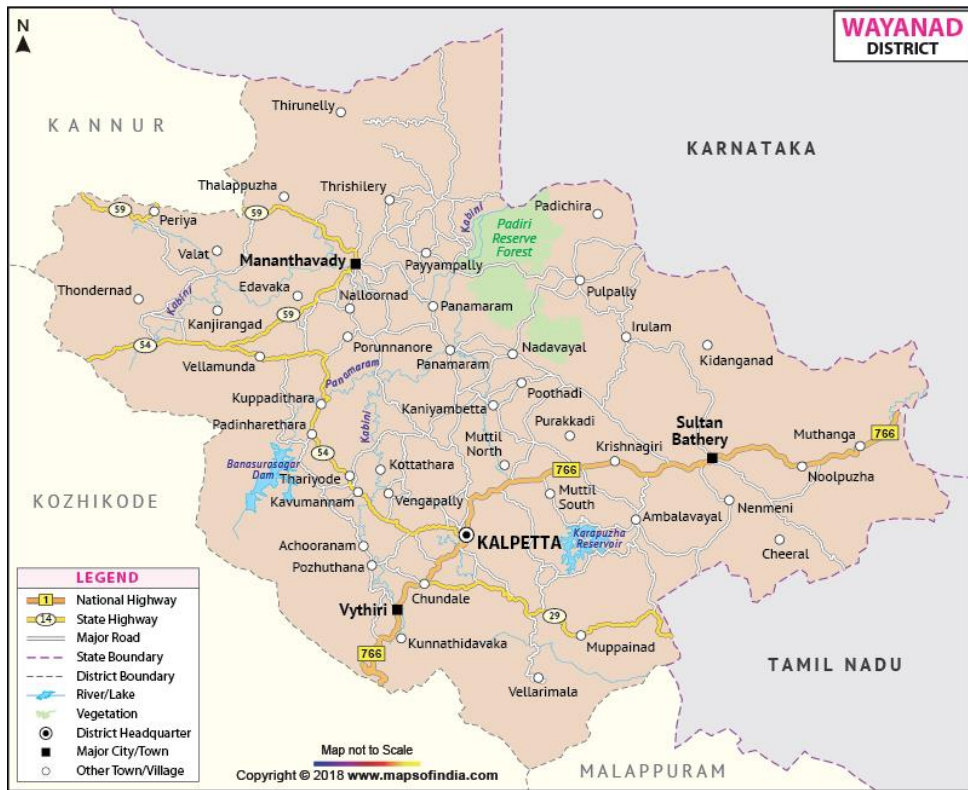 N
WAYANAD
DISTRICT
KANNUR
KARNATAKA
Thirunelly
Thalappuzha
Thrishilery
59
Periya
59
Kabini
Padiri
Reserve
Forest
Padichira
Valat
Mananthavady
Payyampally
Pulpally
Thondernad
Kabini
Edavaka
Nalloornad
Panamaram
Kanjirangad
59
Irulam
54
Porunnanore
Vellamunda
Panamaram
Nadavayal
Kidanganad
Panamaram
Kuppadithara
Kaniyambetta
Poothadi
Padinharethara
Kabini
Purakkadi
Sultan
Bathery
Muttil
North
Krishnagiri
Muthanga
766
54
Banasurasagar
Dam
Kottathara
766
Noolpuzha
Thariyode
Kavumannam
Vengapally
Muttil
South
Nenmeni
KOZHIKODE
Ambalavayal
KALPETTA
Karapuzha
Reservoir
Cheeral
Achooranam
Pozhuthana
Chundale
Vythiri
29
Kunnathidavaka
Muppainad
766
Vellarimala
TAMIL NADU
LEGEND
1 National Highway
14 State Highway
Major Road
State Boundary
District Boundary
River/Lake
Vegetation
District Headquarter
Major City/Town
Other Town/Village
Map not to Scale
Copyright © 2018 www.mapsofindia.com
MALAPPURAM